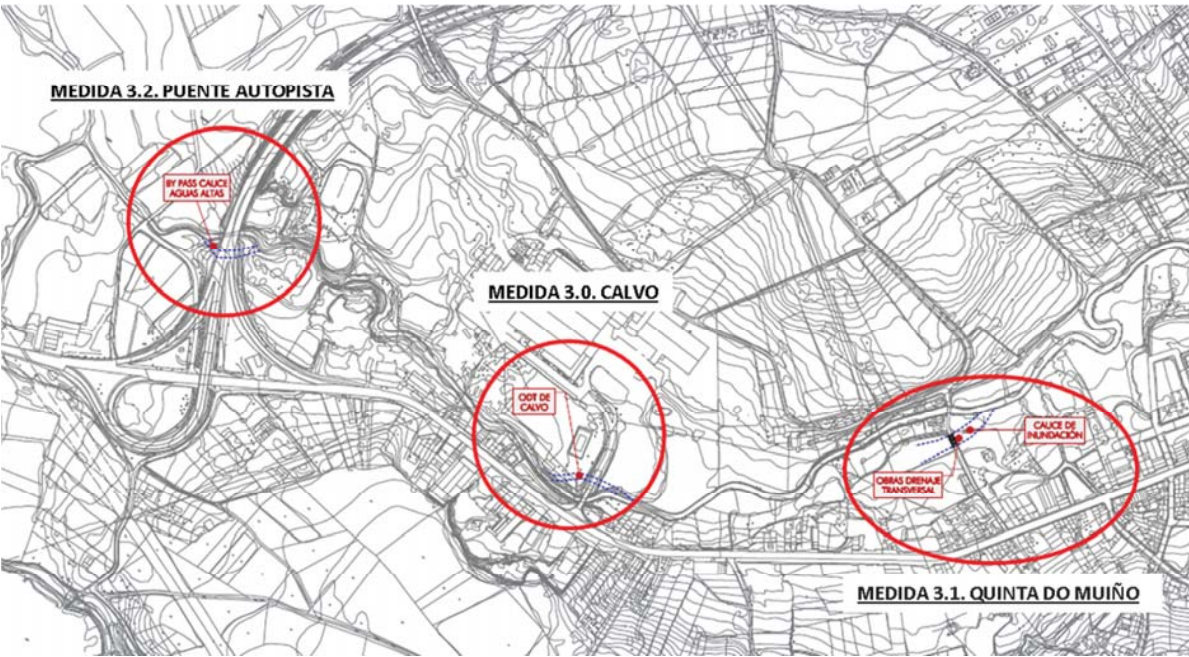 MEDIDA 3.2. PUENTE AUTOPISTA
BY PASS CAUCE
AGUAS ALTAS
MEDIDA 3.0. CALVO
ODT DE
CALVO
CAUCE DE
INUNDACIÓN
OBRAS DRENAJE
TRANSVERSAL
MEDIDA 3.1. QUINTA DO MUIÑO